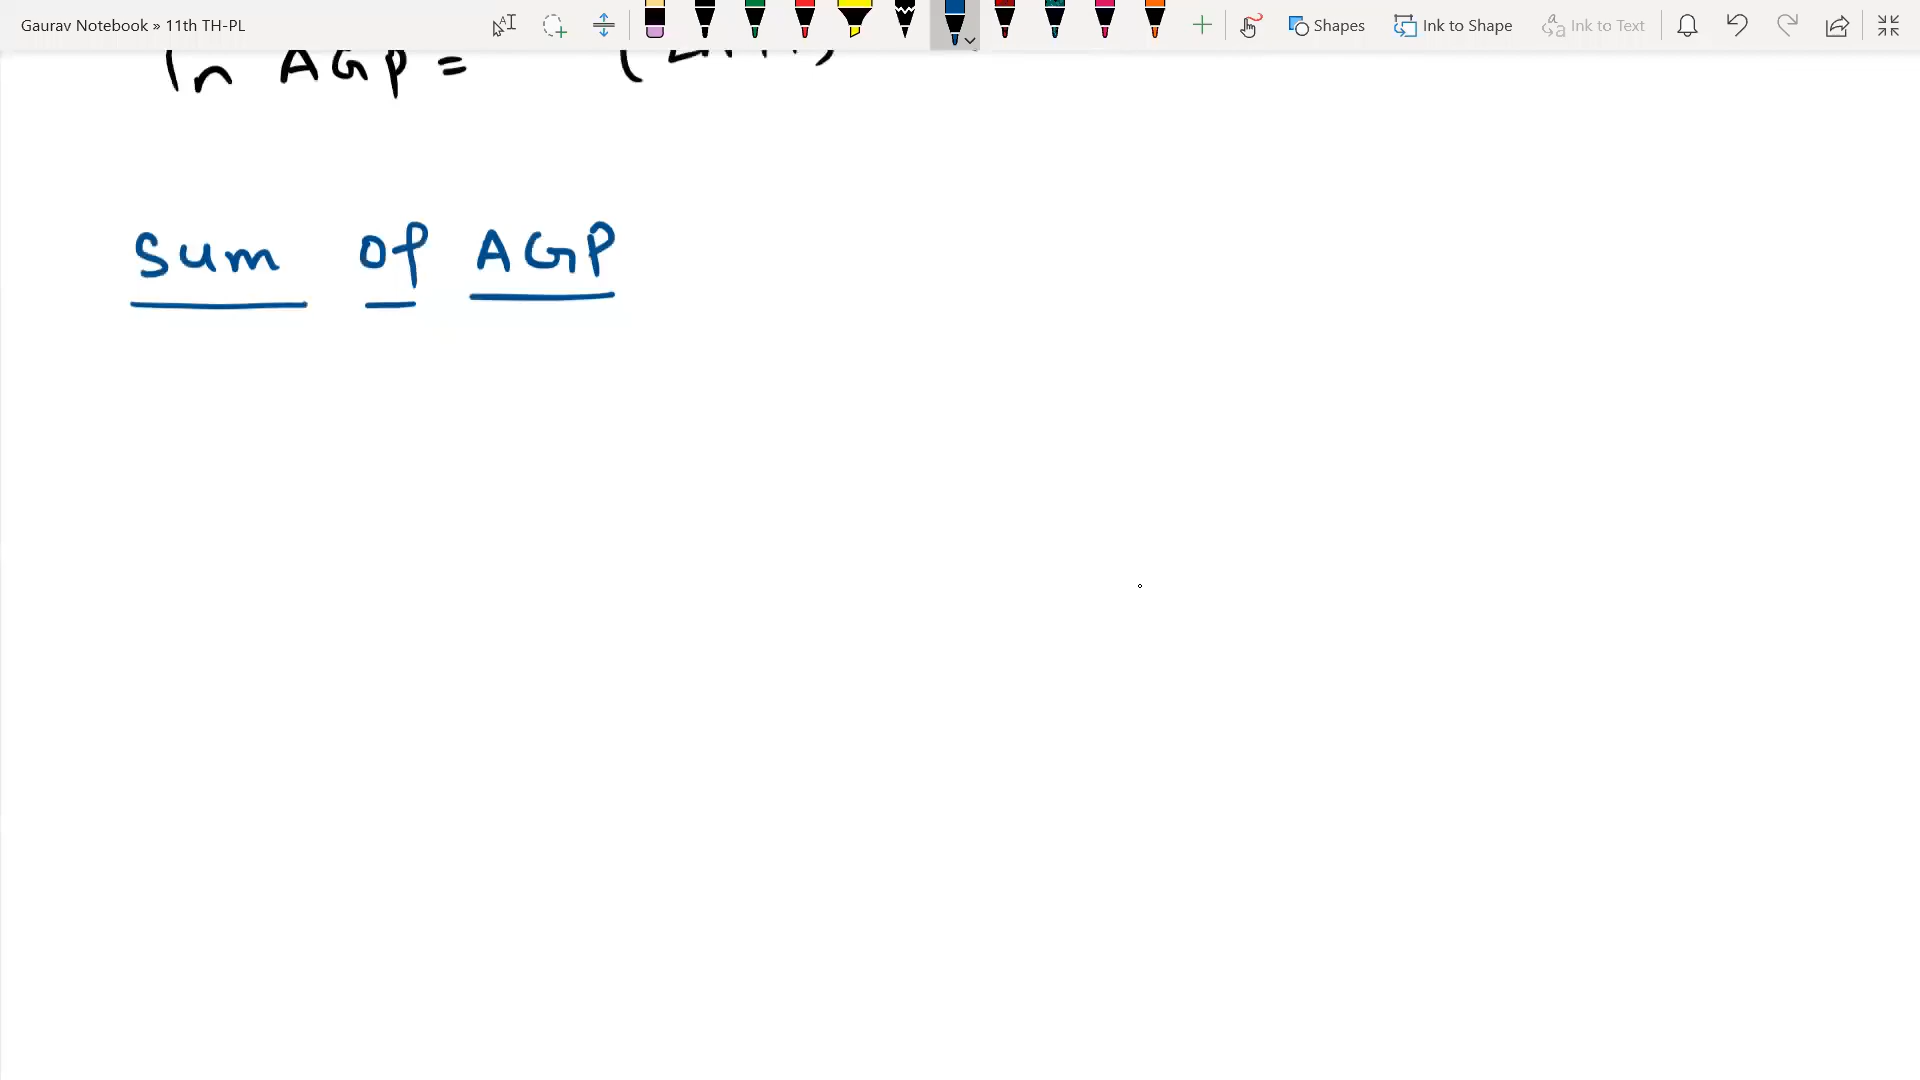 Gaurav Notebook » 11th TH-PL
Shapes
Ink to Shape
Ink to Text
In AGP =
Sum of AGP